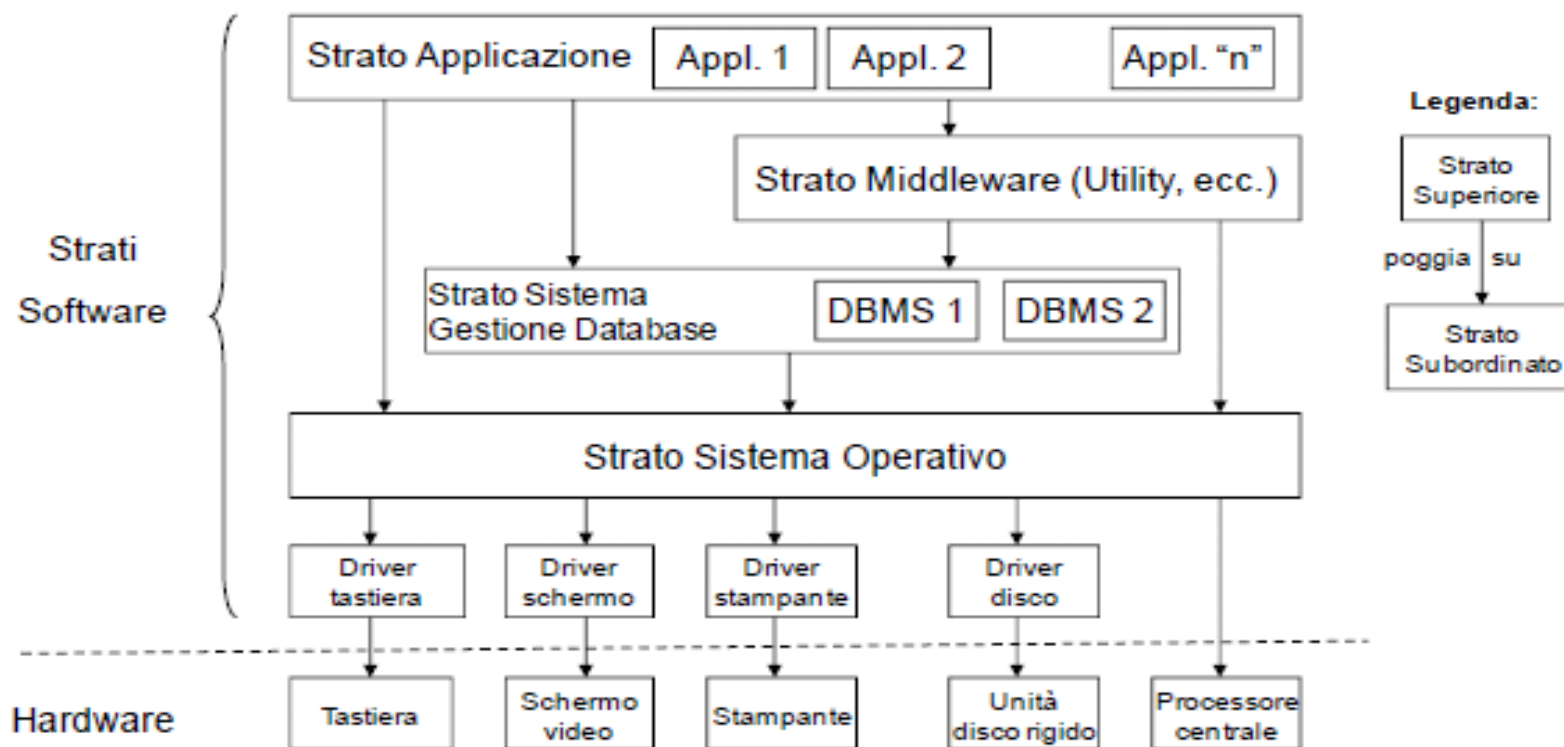 Strato Applicazione
Appl. 1
Appl. 2
Appl. “n”
Legenda:
Strato
Superiore
poggia su
Strato
Subordinato
Strato Middleware (Utility, ecc.)
Strati
Software
Strato Sistema
Gestione Database
DBMS 1
DBMS 2
Strato Sistema Operativo
Driver
tastiera
Driver
schermo
Driver
stampante
Driver
disco
Hardware
Tastiera
Schermo
video
Stampante
Unità
disco rigido
Processore
centrale